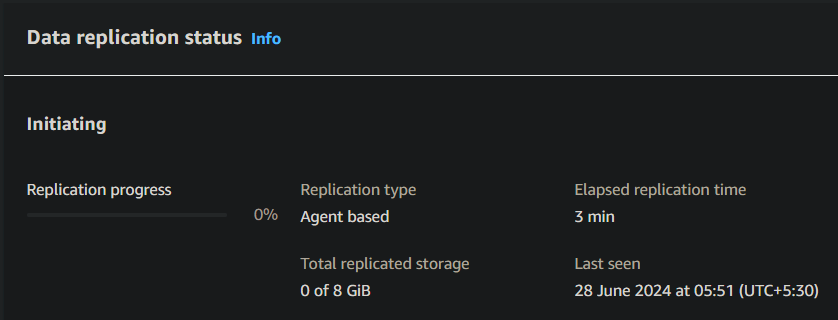 Data replication status Info
Initiating
Replication progress
0%
Replication type
Agent based
Elapsed replication time
3 min
Total replicated storage
0 of 8 GiB
Last seen
28 June 2024 at 05:51 (UTC+5:30)